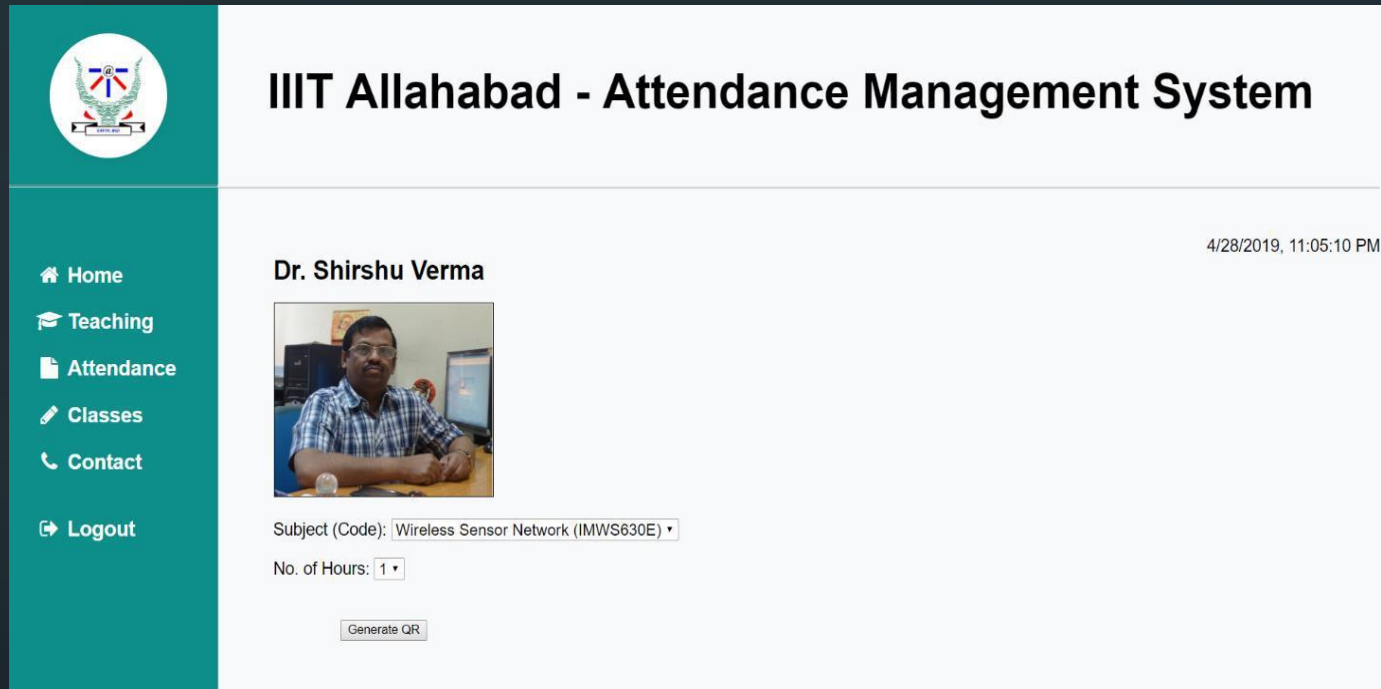 IIIT Allahabad - Attendance Management System
4/28/2019, 11:05:10 PM
Home
Teaching
Attendance
Classes
Contact
Logout
Dr. Shirshu Verma
Subject (Code): Wireless Sensor Network (IMWS630E)
No. of Hours: 1
Generate QR